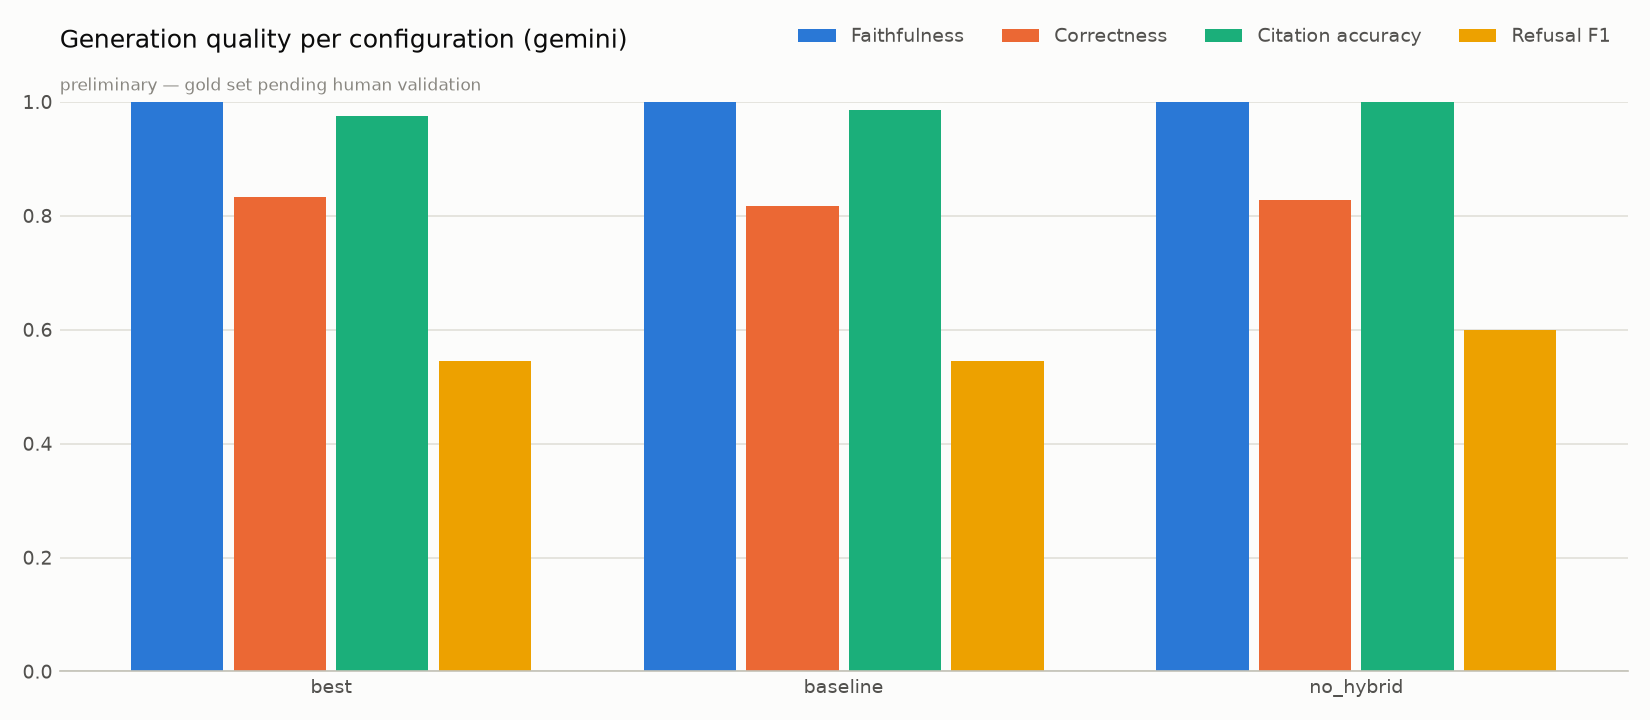 Generation quality per configuration (gemini)
Faithfulness
Correctness
Citation accuracy
Refusal F1
preliminary — gold set pending human validation
1.0
0.8
0.6
0.4
0.2
0.0
best
baseline
no_hybrid